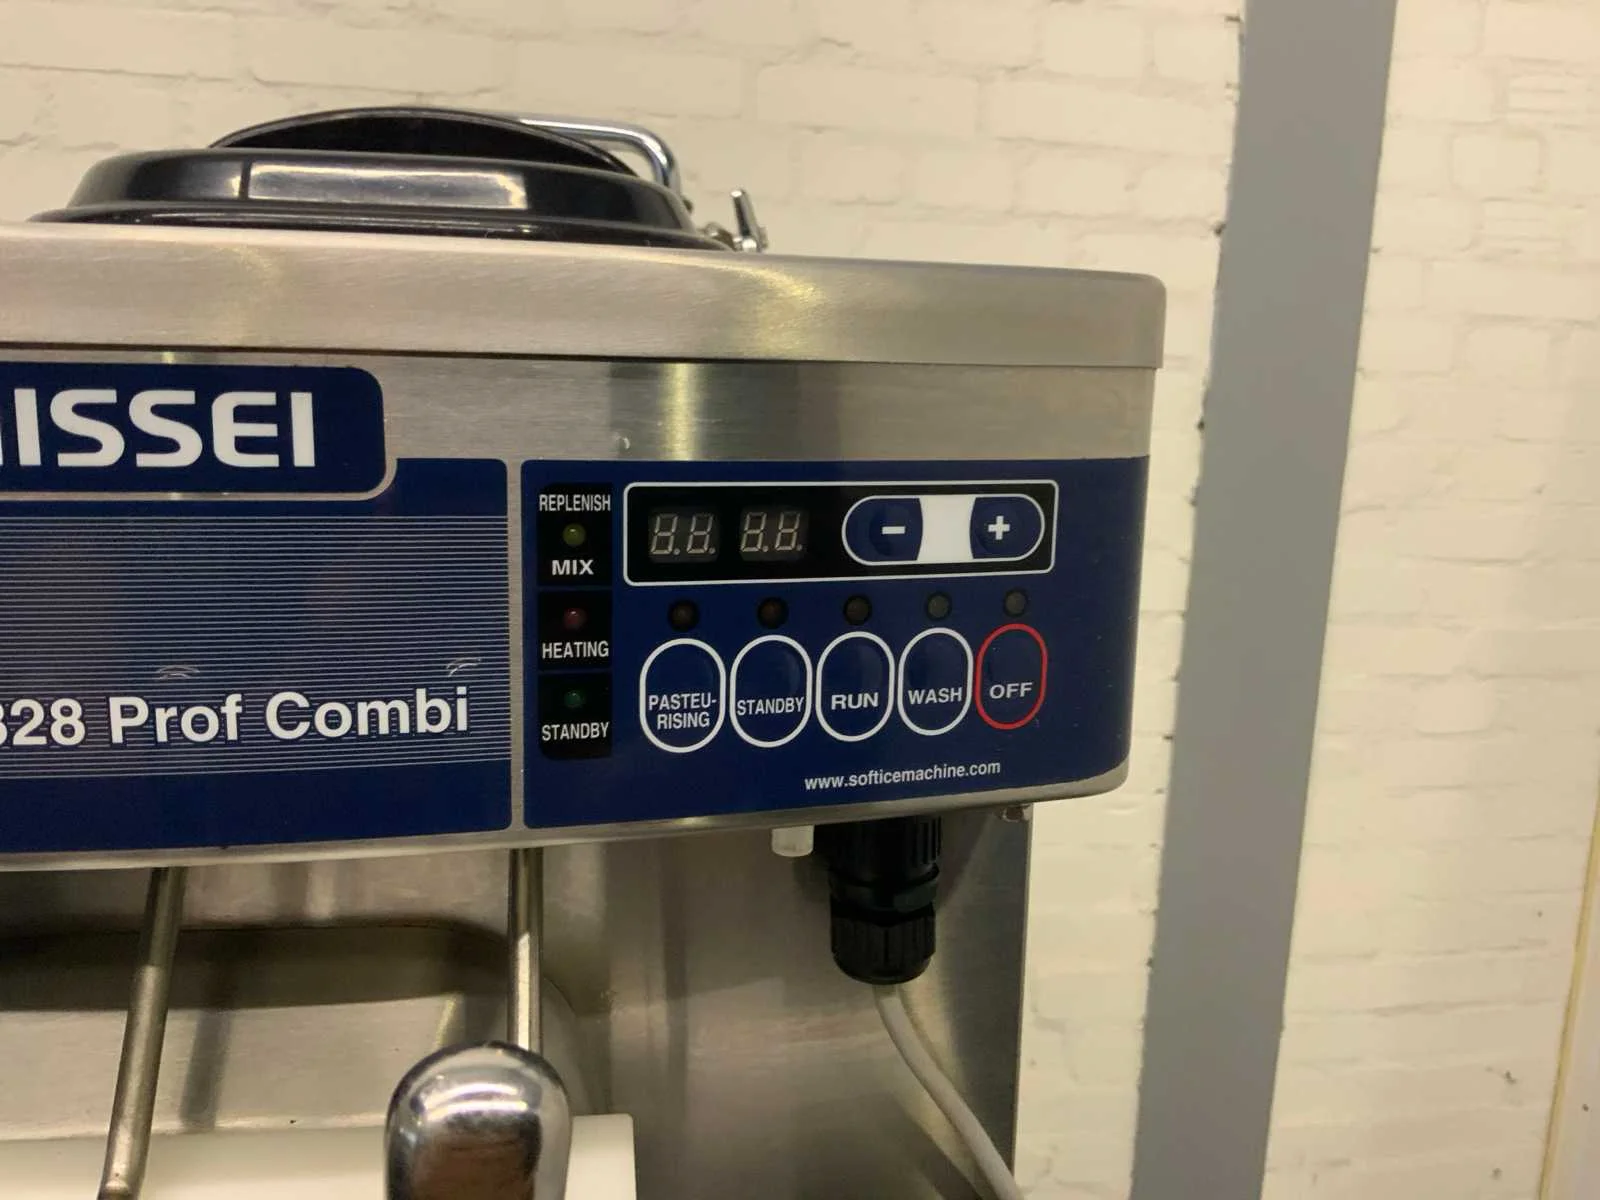 ISSEI
328 Prof Combi
REPLENISH
MIX
HEATING
STANDBY
- +
PASTEU-
RISING
STANDBY
RUN
WASH
OFF
www.softicemachine.com